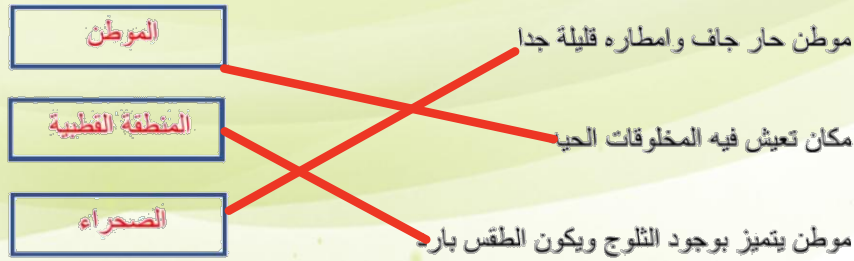 موطن حار جاف وامطاره قليلة جدا
الموطن
مكان تعيش فيه المخلوقات الحية
المنطقة القطبية
موطن يتميز بوجود الثلوج ويكون الطقس بارد
الصحراء